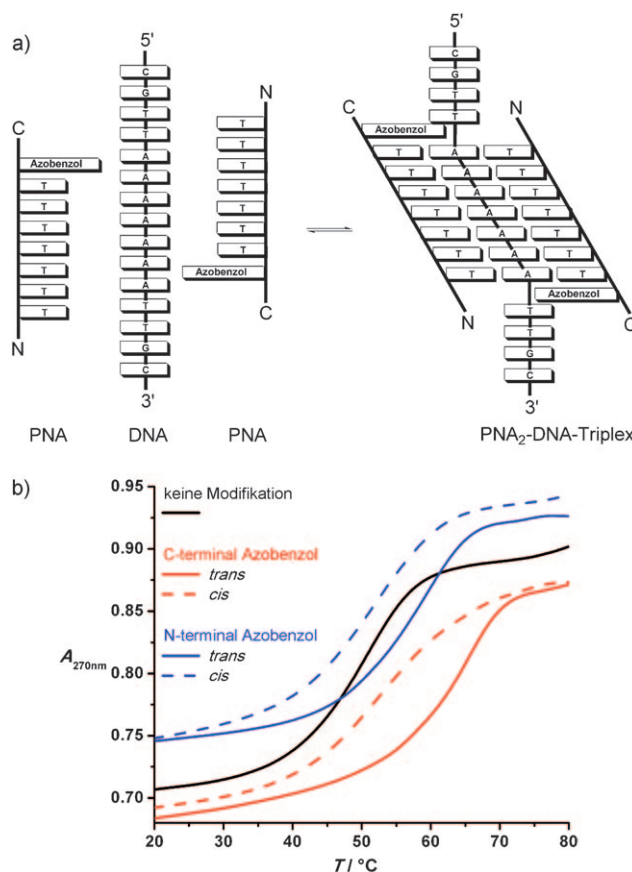 a)
5'
C
G
T
T
A
A
A
A
A
A
A
T
T
G
C
3'
C
Azobenzol
T
T
T
T
T
T
T
N
N
T
T
T
T
T
T
T
Azobenzol
C
5'
C
G
T
T
C
N
Azobenzol
T A T
T A T
T A T
T A T
T A T
T A T
T A T
Azobenzol
N
C
T
T
G
C
3'
PNA DNA PNA PNA₂-DNA-Triplex
b)
keine Modifikation
C-terminal Azobenzol
trans
cis
N-terminal Azobenzol
trans
cis
A270nm
0.95
0.90
0.85
0.80
0.75
0.70
20 30 40 50 60 70 80
T / °C